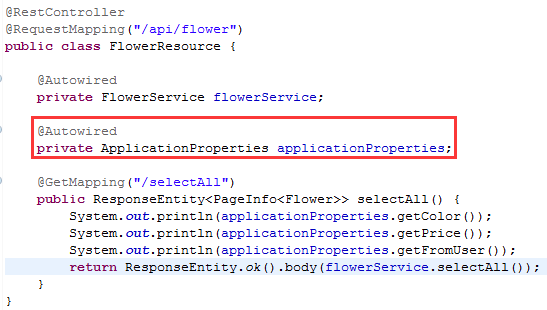 @RestController
@RequestMapping("/api/flower")
public class FlowerResource {
@Autowired
private FlowerService flowerService;
@Autowired
private ApplicationProperties applicationProperties;
@GetMapping("/selectAll")
public ResponseEntity<PageInfo<Flower>> selectAll() {
System.out.println(applicationProperties.getColor());
System.out.println(applicationProperties.getPrice());
System.out.println(applicationProperties.getFromUser());
return ResponseEntity.ok().body(flowerService.selectAll());
}
}